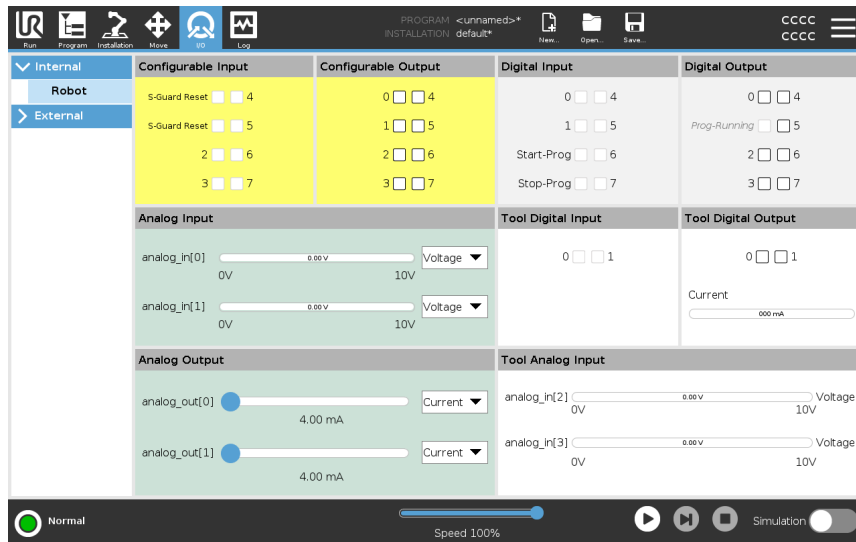 UR
PROGRAM <unnamed>*
INSTALLATION default*
CCCC
CCCC
Run Program Installation Move I/O Log New... Open... Save...
Internal
Robot
External
Configurable Input
S-Guard Reset 4
S-Guard Reset 5
2 6
3 7
Configurable Output
0 4
1 5
2 6
3 7
Digital Input
0 4
1 5
Start-Prog 6
Stop-Prog 7
Digital Output
0 4
Prog-Running 5
2 6
3 7
Analog Input
analog_in[0] 0.00 V Voltage
0V 10V
analog_in[1] 0.00 V Voltage
0V 10V
Tool Digital Input
0 1
Tool Digital Output
0 1
Current
000 mA
Analog Output
analog_out[0] Current
4.00 mA
analog_out[1] Current
4.00 mA
Tool Analog Input
analog_in[2] 0.00 V Voltage
0V 10V
analog_in[3] 0.00 V Voltage
0V 10V
Normal
Speed 100%
Simulation